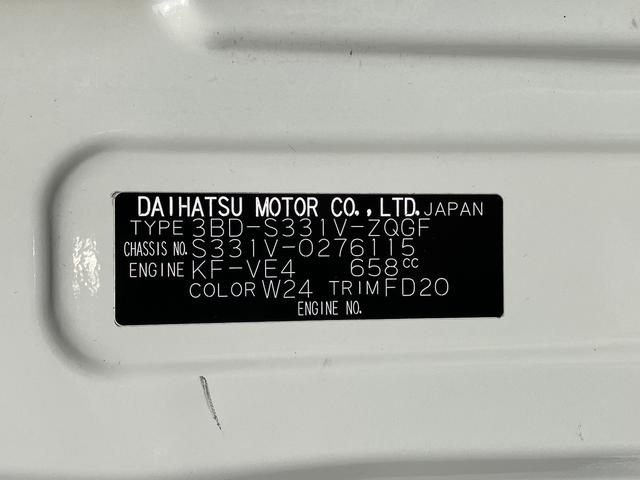 DAIHATSU MOTOR CO.,LTD. JAPAN
TYPE 3BD-S331V-ZQGF
CHASSIS NO. S331V-0276115
ENGINE KF-VE4 658cc
COLOR W24 TRIM FD20
ENGINE NO.